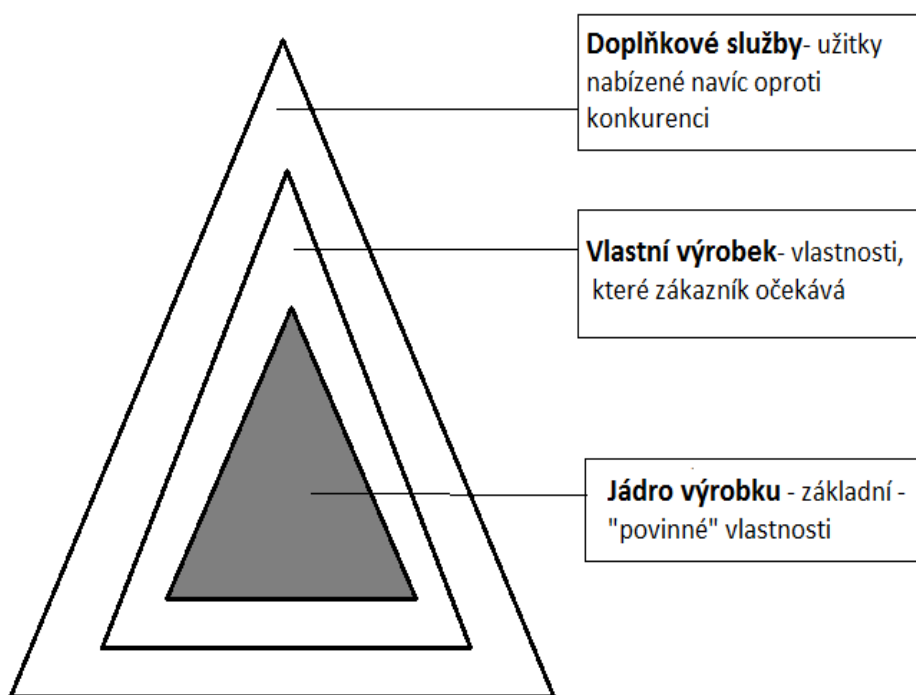 Doplňkové služby- užitky
nabízené navíc oproti
konkurenci
Vlastní výrobek- vlastnosti,
které zákazník očekává
Jádro výrobku - základní -
"povinné" vlastnosti